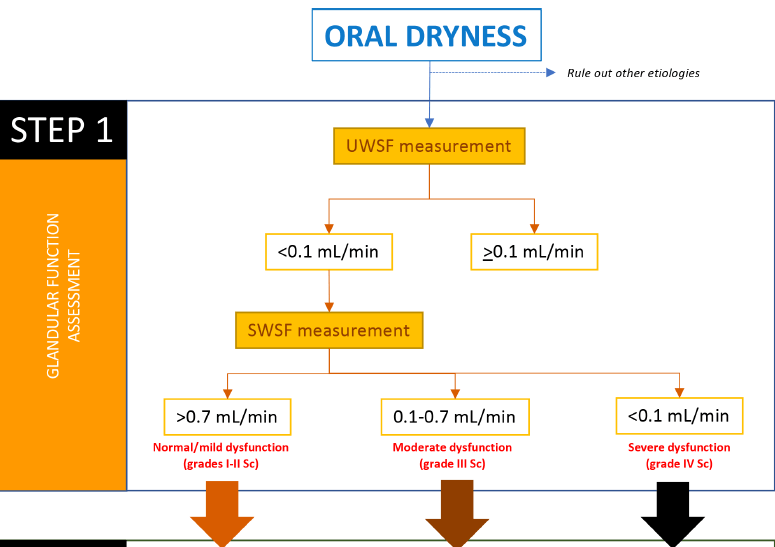 ORAL DRYNESS
Rule out other etiologies
STEP 1
GLANDULAR FUNCTION
ASSESSMENT
UWSF measurement
<0.1 mL/min
≥0.1 mL/min
SWSF measurement
>0.7 mL/min
0.1-0.7 mL/min
<0.1 mL/min
Normal/mild dysfunction
(grades I-II Sc)
Moderate dysfunction
(grade III Sc)
Severe dysfunction
(grade IV Sc)